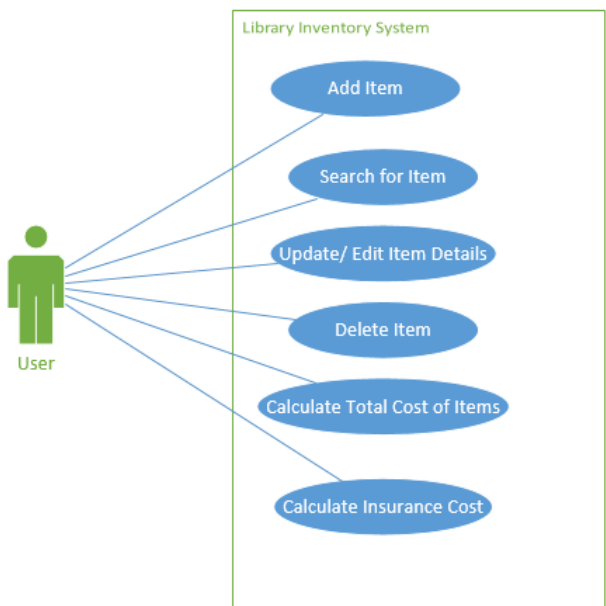 Library Inventory System
Add Item
Search for Item
Update/ Edit Item Details
Delete Item
User
Calculate Total Cost of Items
Calculate Insurance Cost